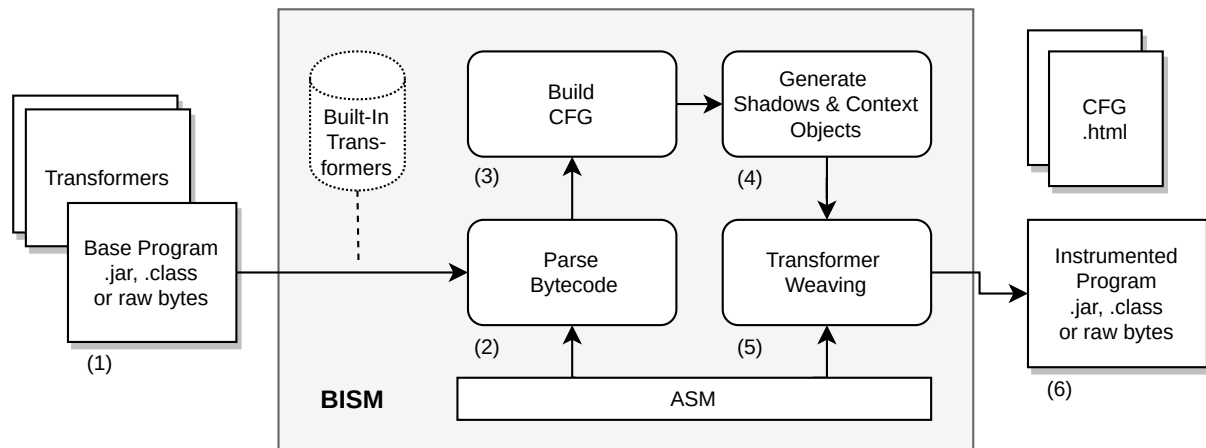 Transformers
Base Program
.jar, .class
or raw bytes
(1)
Built-In
Trans-
formers
Build
CFG
(3)
Generate
Shadows & Context
Objects
(4)
Parse
Bytecode
(2)
Transformer
Weaving
(5)
BISM
ASM
CFG
.html
Instrumented
Program
.jar, .class
or raw bytes
(6)